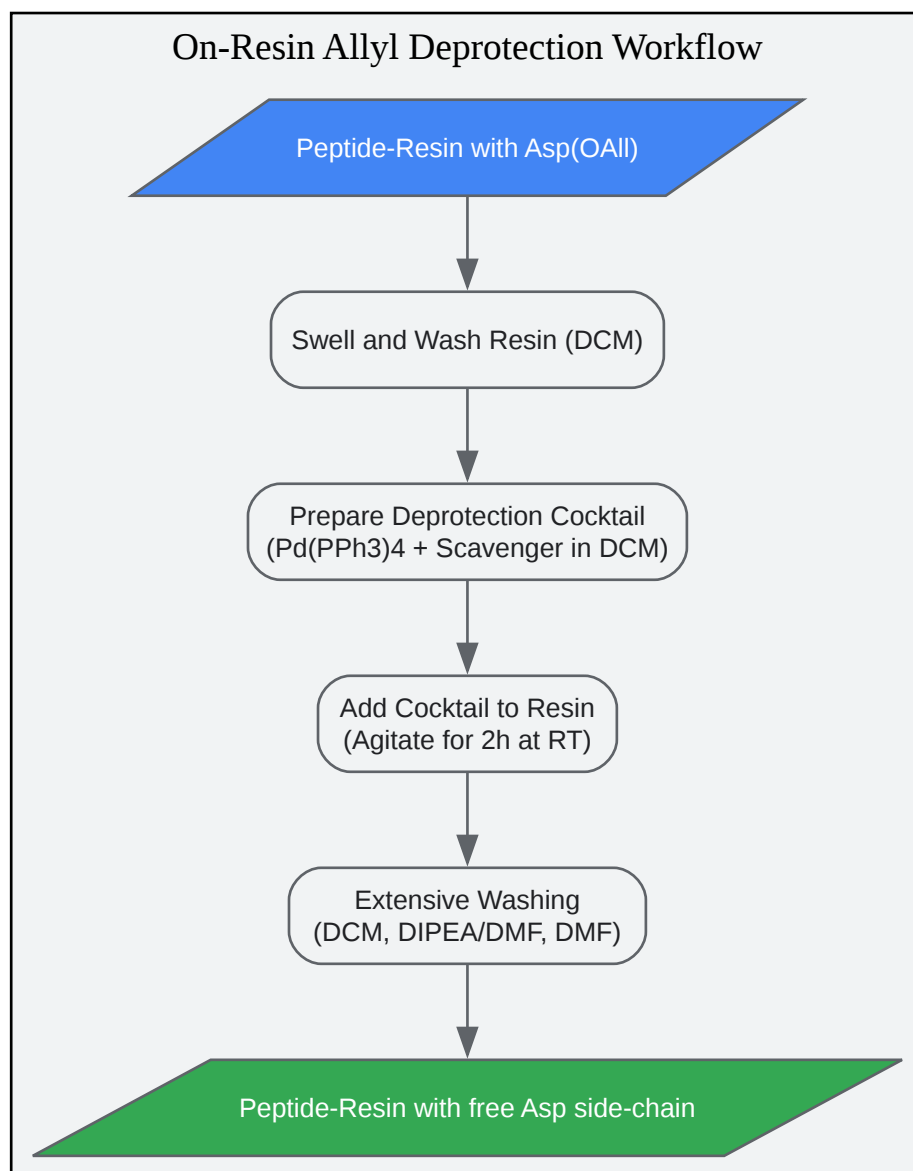 On-Resin Allyl Deprotection Workflow
Peptide-Resin with Asp(OAll)
Swell and Wash Resin (DCM)
Prepare Deprotection Cocktail
(Pd(PPh3)4 + Scavenger in DCM)
Add Cocktail to Resin
(Agitate for 2h at RT)
Extensive Washing
(DCM, DIPEA/DMF, DMF)
Peptide-Resin with free Asp side-chain